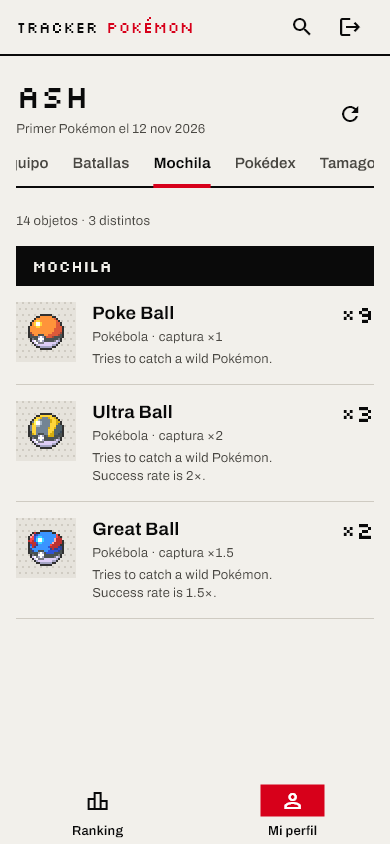 TRACKER POKÉMON
ASH
Primer Pokémon el 12 nov 2026
uipo Batallas Mochila Pokédex Tamago
14 objetos · 3 distintos
MOCHILA
Poke Ball ×9
Pokébola · captura ×1
Tries to catch a wild Pokémon.
Ultra Ball ×3
Pokébola · captura ×2
Tries to catch a wild Pokémon.
Success rate is 2×.
Great Ball ×2
Pokébola · captura ×1.5
Tries to catch a wild Pokémon.
Success rate is 1.5×.
Ranking Mi perfil